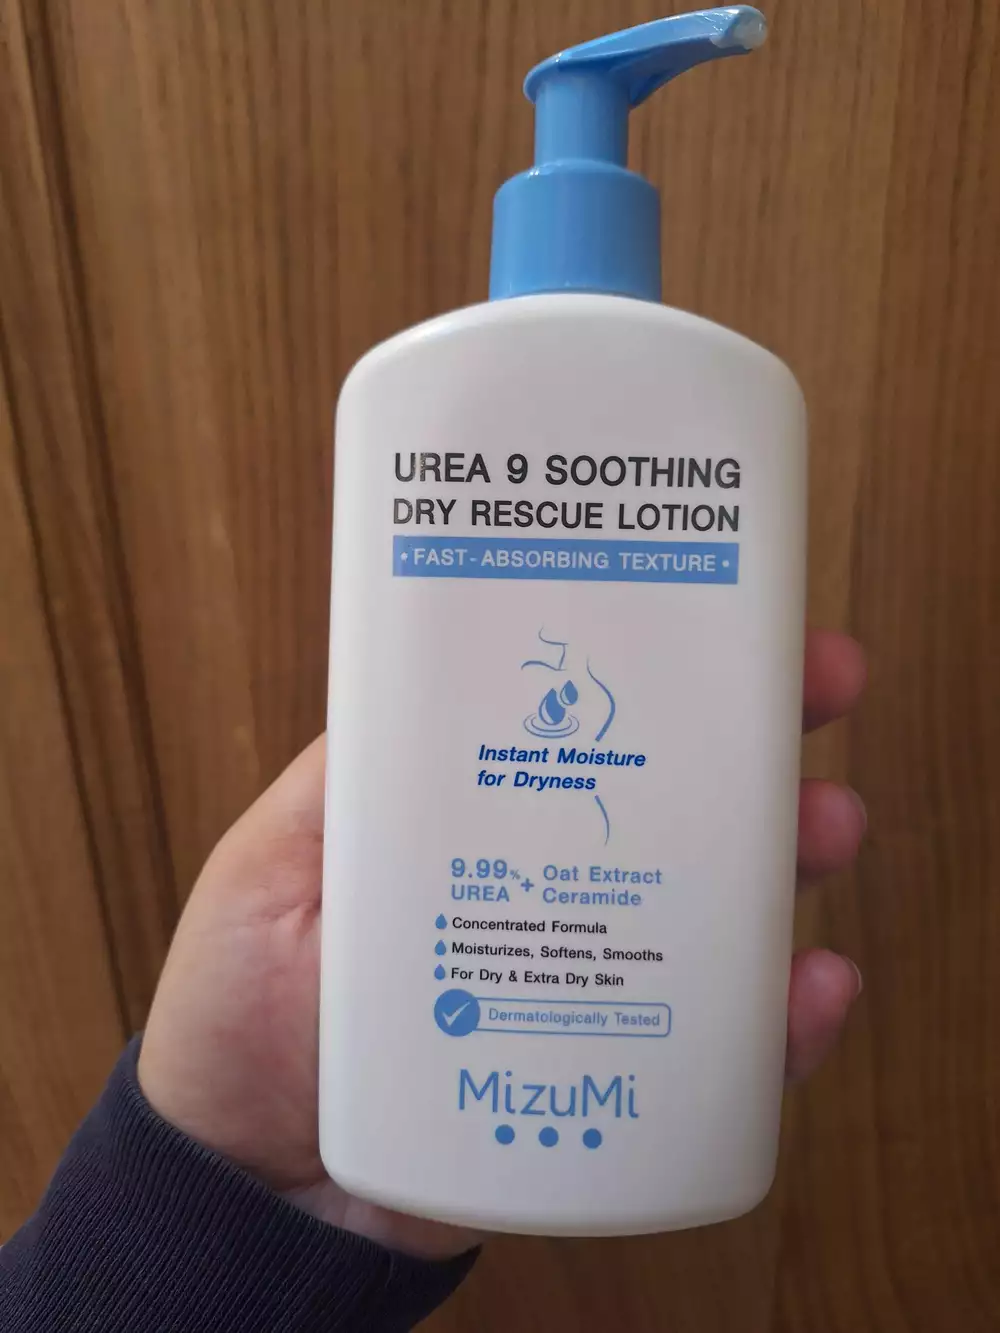 UREA 9 SOOTHING
DRY RESCUE LOTION
• FAST-ABSORBING TEXTURE •
Instant Moisture
for Dryness
9.99% UREA + Oat Extract Ceramide
Concentrated Formula
Moisturizes, Softens, Smooths
For Dry & Extra Dry Skin
Dermatologically Tested
MizuMi